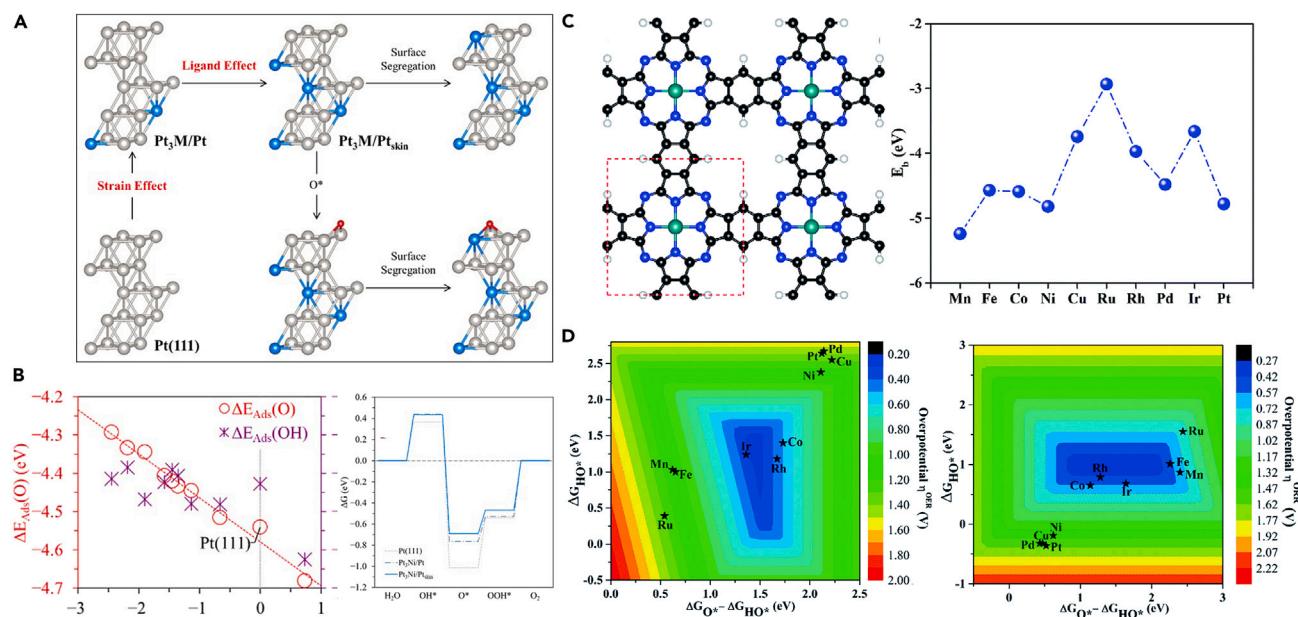 A
Ligand Effect
Surface
Segregation
Pt₃M/Pt
Pt₃M/Ptskin
Strain Effect
O*
Surface
Segregation
Pt(111)
B
ΔEAds(O) (eV)
−4.2
−4.3
−4.4
−4.5
−4.6
−4.7
ΔEAds(O)
ΔEAds(OH)
Pt(111)
−3
−2
−1
0
1
ΔG (eV)
0.6
0.4
0.2
0.0
−0.2
−0.4
−0.6
−0.8
−1.0
−1.2
Pt(111)
Pt₃Ni/Pt
Pt₃Ni/Ptskin
H₂O
OH*
O*
OOH*
O₂
C
Eb (eV)
-2
-3
-4
-5
-6
Mn Fe Co Ni Cu Ru Rh Pd Ir Pt
D
ΔGHO* (eV)
2.5
2.0
1.5
1.0
0.5
0.0
-0.5
Pt
Pd
Cu
Ni
Mn
Fe
Ru
Ir
Co
Rh
0.0 0.5 1.0 1.5 2.0 2.5
ΔGO*- ΔGHO* (eV)
0.20
0.40
0.60
0.80
1.00
1.20
1.40
1.60
1.80
2.00
Overpotential ηOER (V)
ΔGHO* (eV)
3
2
1
0
-1
Ru
Fe
Mn
Rh
Co
Ir
Ni
Cu
Pd
Pt
0 1 2 3
ΔGO*- ΔGHO* (eV)
0.27
0.42
0.57
0.72
0.87
1.02
1.17
1.32
1.47
1.62
1.77
1.92
2.07
2.22
Overpotential ηORR (V)